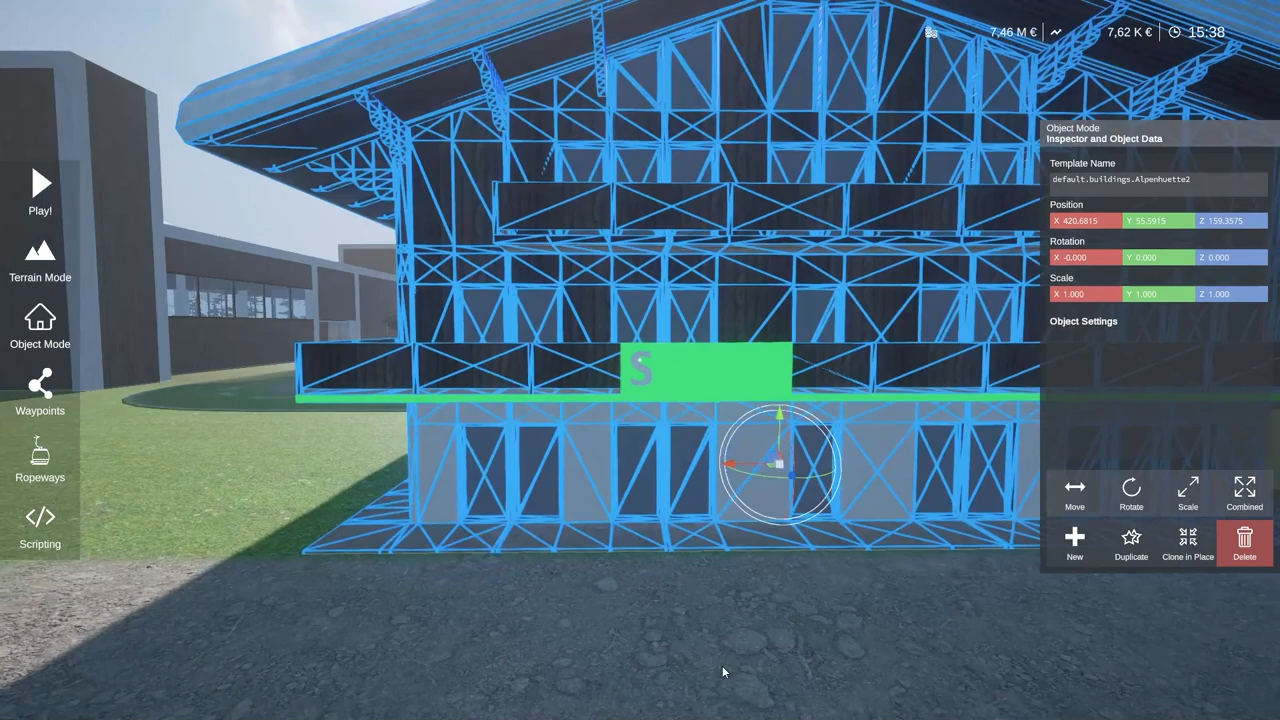 7,46 M €
7,62 K €
15:38
Object Mode
Inspector and Object Data
Template Name
default.buildings.Alpenhuette2
Position
X 420.6815 Y 55.5915 Z 159.3575
Rotation
X -0.000 Y 0.000 Z 0.000
Scale
X 1.000 Y 1.000 Z 1.000
Object Settings
Play!
Terrain Mode
Object Mode
Waypoints
Ropeways
Scripting
S
Move Rotate Scale Combined
New Duplicate Clone in Place Delete